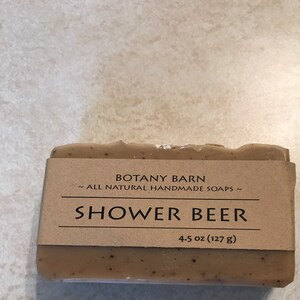 BOTANY BARN
~ ALL NATURAL HANDMADE SOAPS ~
SHOWER BEER
4.5 oz (127 g)